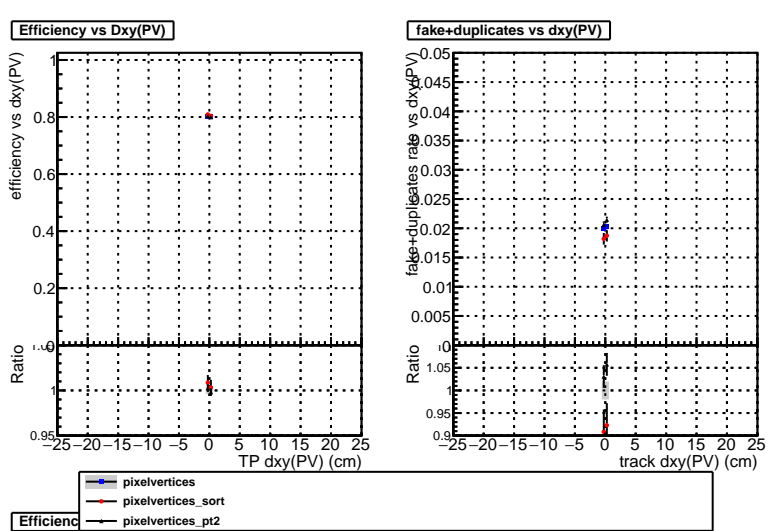 Efficiency vs Dxy(PV)
efficiency vs dxy(PV)
1
0.8
0.6
0.4
0.2
0
Ratio
1
0.95
−25 −20 −15 −10 −5 0 5 10 15 20 25
TP dxy(PV) (cm)
fake+duplicates vs dxy(PV)
fake+duplicates rate vs dxy(PV)
0.05
0.045
0.04
0.035
0.03
0.025
0.02
0.015
0.01
0.005
0
Ratio
1.05
1
0.95
0.9
−25 −20 −15 −10 −5 0 5 10 15 20 25
track dxy(PV) (cm)
pixelvertices
pixelvertices_sort
pixelvertices_pt2
Efficienc